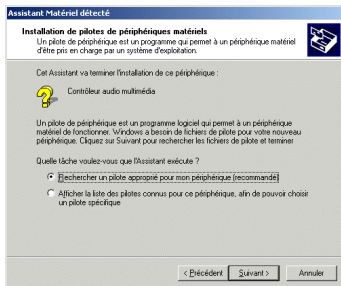 Assistant Matériel détecté
Installation de pilotes de périphériques matériels
Un pilote de périphérique est un programme qui permet à un périphérique matériel
d'être pris en charge par un système d'exploitation.
Cet Assistant va terminer l'installation de ce périphérique :
Contrôleur audio multimédia
Un pilote de périphérique est un programme logiciel qui permet à un périphérique
matériel de fonctionner. Windows a besoin de fichiers de pilote pour votre nouveau
périphérique. Cliquez sur Suivant pour rechercher les fichiers de pilote et terminer
Quelle tâche voulez-vous que l'Assistant exécute ?
Rechercher un pilote approprié pour mon périphérique (recommandé)
Afficher la liste des pilotes connus pour ce périphérique, afin de pouvoir choisir
un pilote spécifique
< Précédent
Suivant >
Annuler